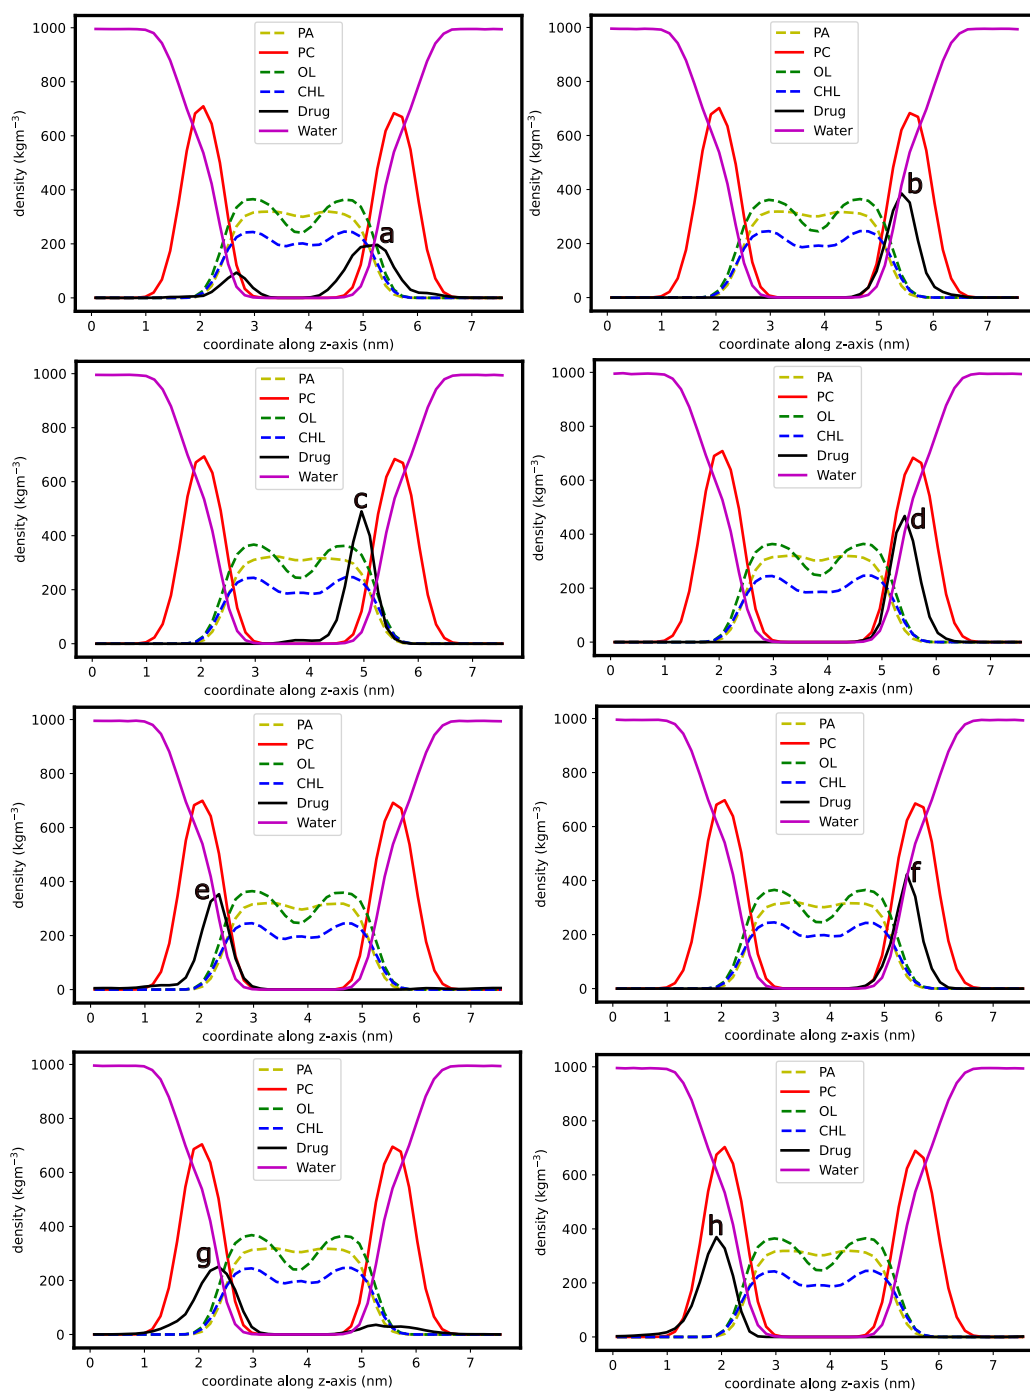 1000
800
600
400
200
0
density (kgm⁻³)
PA
PC
OL
CHL
Drug
Water
a
0 1 2 3 4 5 6 7
coordinate along z-axis (nm)
1000
800
600
400
200
0
density (kgm⁻³)
PA
PC
OL
CHL
Drug
Water
b
0 1 2 3 4 5 6 7
coordinate along z-axis (nm)
1000
800
600
400
200
0
density (kgm⁻³)
PA
PC
OL
CHL
Drug
Water
c
0 1 2 3 4 5 6 7
coordinate along z-axis (nm)
1000
800
600
400
200
0
density (kgm⁻³)
PA
PC
OL
CHL
Drug
Water
d
0 1 2 3 4 5 6 7
coordinate along z-axis (nm)
1000
800
600
400
200
0
density (kgm⁻³)
PA
PC
OL
CHL
Drug
Water
e
0 1 2 3 4 5 6 7
coordinate along z-axis (nm)
1000
800
600
400
200
0
density (kgm⁻³)
PA
PC
OL
CHL
Drug
Water
f
0 1 2 3 4 5 6 7
coordinate along z-axis (nm)
1000
800
600
400
200
0
density (kgm⁻³)
PA
PC
OL
CHL
Drug
Water
g
0 1 2 3 4 5 6 7
coordinate along z-axis (nm)
1000
800
600
400
200
0
density (kgm⁻³)
PA
PC
OL
CHL
Drug
Water
h
0 1 2 3 4 5 6 7
coordinate along z-axis (nm)